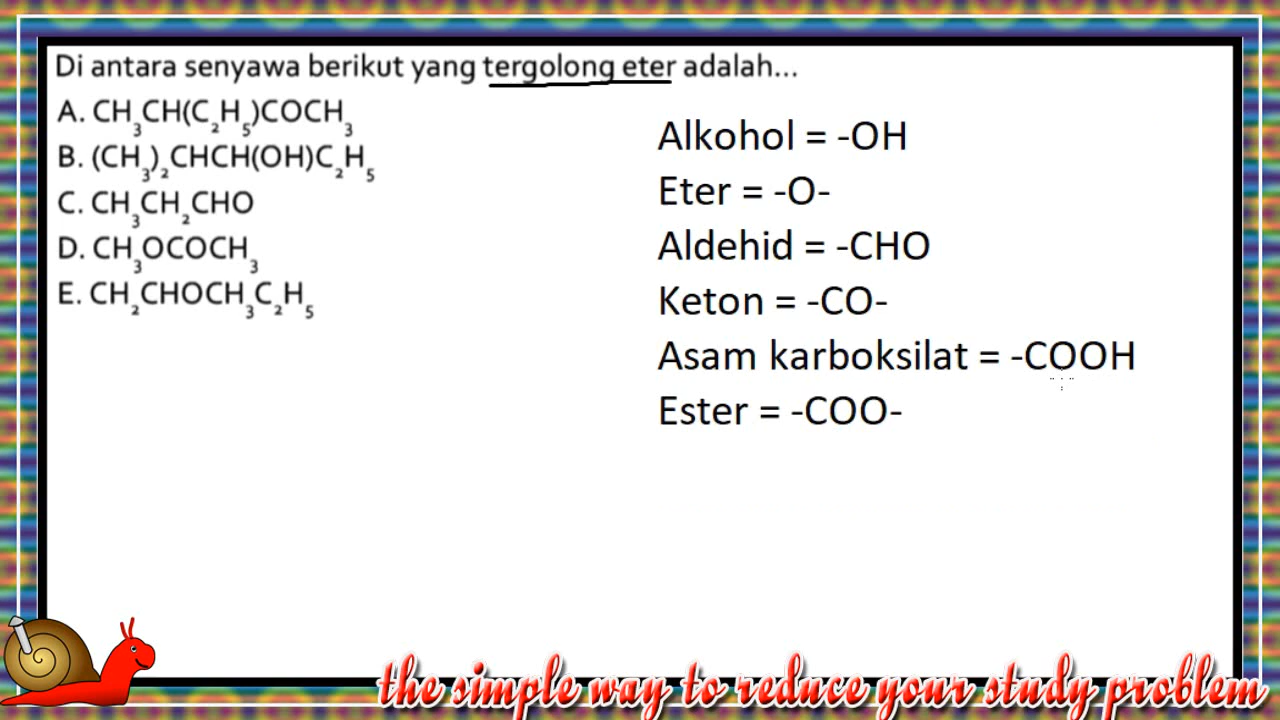 Di antara senyawa berikut yang tergolong eter adalah...
A. CH₃CH(C₂H₅)COCH₃
B. (CH₃)₂CHCH(OH)C₂H₅
C. CH₃CH₂CHO
D. CH₃OCOCH₃
E. CH₂CHOCH₃C₂H₅
Alkohol = -OH
Eter = -O-
Aldehid = -CHO
Keton = -CO-
Asam karboksilat = -COOH
Ester = -COO-
the simple way to reduce your study problem